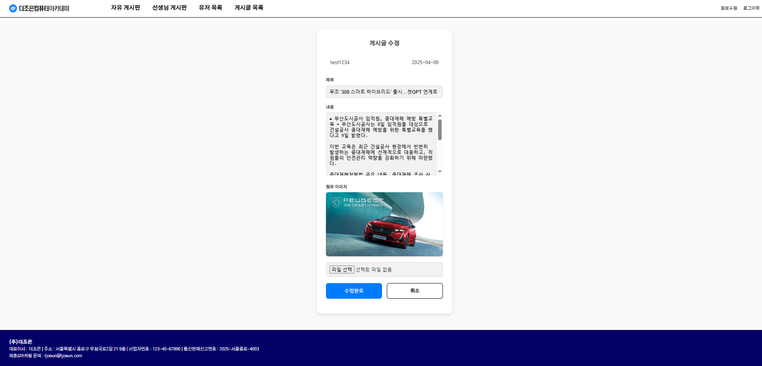 더조은컴퓨터아카데미 자유 게시판 선생님 게시판 유저 목록 게시글 목록 정보수정 로그아웃
게시글 수정
test1234 2025-04-09
제목
푸조 '308 스마트 하이브리드' 출시...챗GPT 연계로
내용
▲ 부산도시공사 임직원, 중대재해 예방 특별교
육 = 부산도시공사는 8일 임직원을 대상으로
건설공사 중대재해 예방을 위한 특별교육을 했
다고 9일 밝혔다.
이번 교육은 최근 건설공사 현장에서 빈번히
발생하는 중대재해에 선제적으로 대응하고, 직
원들의 안전관리 역량을 강화하기 위해 마련됐
다.
첨부 이미지
PEUGEOT
308 SMART HYBRID
파일 선택 선택된 파일 없음
수정완료 취소
(주)더조은
대표이사 : 더조은 | 주소 : 서울특별시 종로구 우정국로2길 21 9층 | 사업자번호 : 123-45-67890 | 통신판매신고번호 : 2025-서울종로-4003
제휴&마케팅 문의 : tjoeun@tjoeun.com